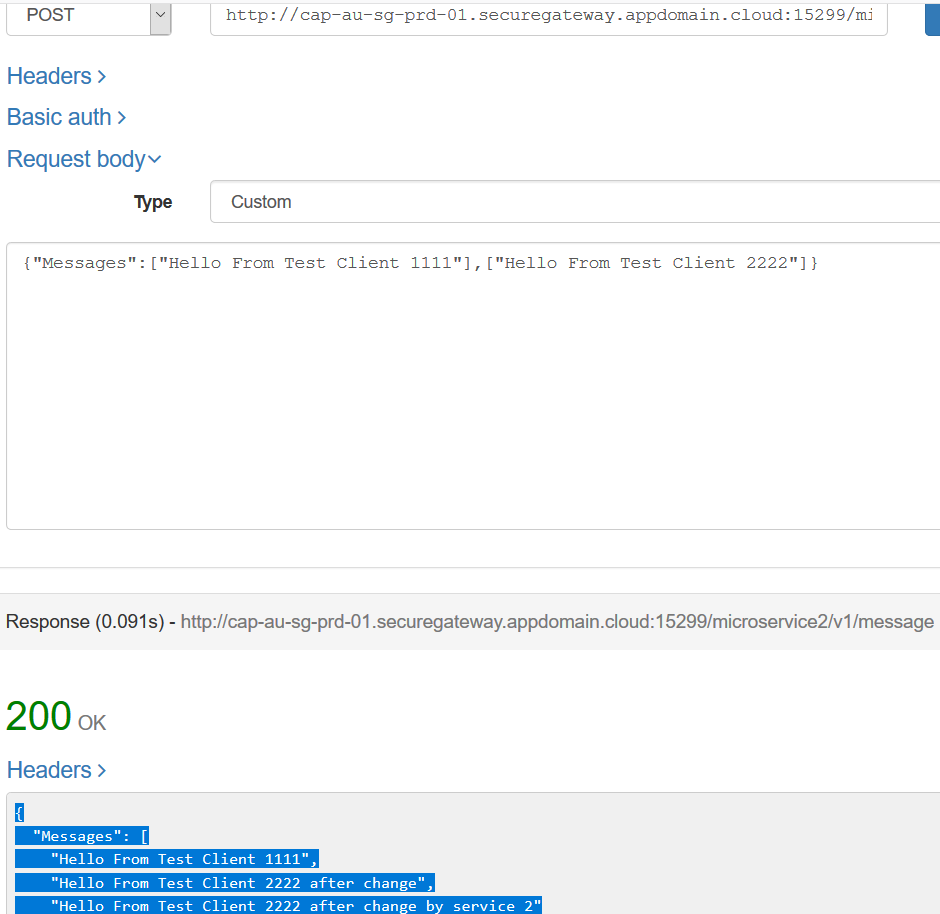 POST
http://cap-au-sg-prd-01.securegateway.appdomain.cloud:15299/mi
Headers
Basic auth
Request body
Type
Custom
{"Messages":["Hello From Test Client 1111"],["Hello From Test Client 2222"]}
Response (0.091s) - http://cap-au-sg-prd-01.securegateway.appdomain.cloud:15299/microservice2/v1/message
200 OK
Headers
{
"Messages": [
"Hello From Test Client 1111",
"Hello From Test Client 2222 after change",
"Hello From Test Client 2222 after change by service 2"